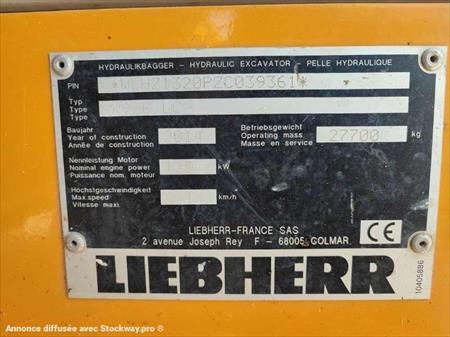 HYDRAULIKBAGGER - HYDRAULIC EXCAVATOR - PELLE HYDRAULIQUE
PIN
Typ
Type
Type
LC
Baujahr
Year of construction 2014
Année de construction
Betriebsgewicht
Operating mass 27700 kg
Masse en service
Nennleistung Motor
Nominal engine power kW
Puissance nom. moteur
Höchstgeschwindigkeit
Max.speed km/h
Vitesse maxi.
LIEBHERR-FRANCE SAS
2 avenue Joseph Rey F - 68005 COLMAR
CE
LIEBHERR
10405886
Annonce diffusée avec Stockway.pro ®